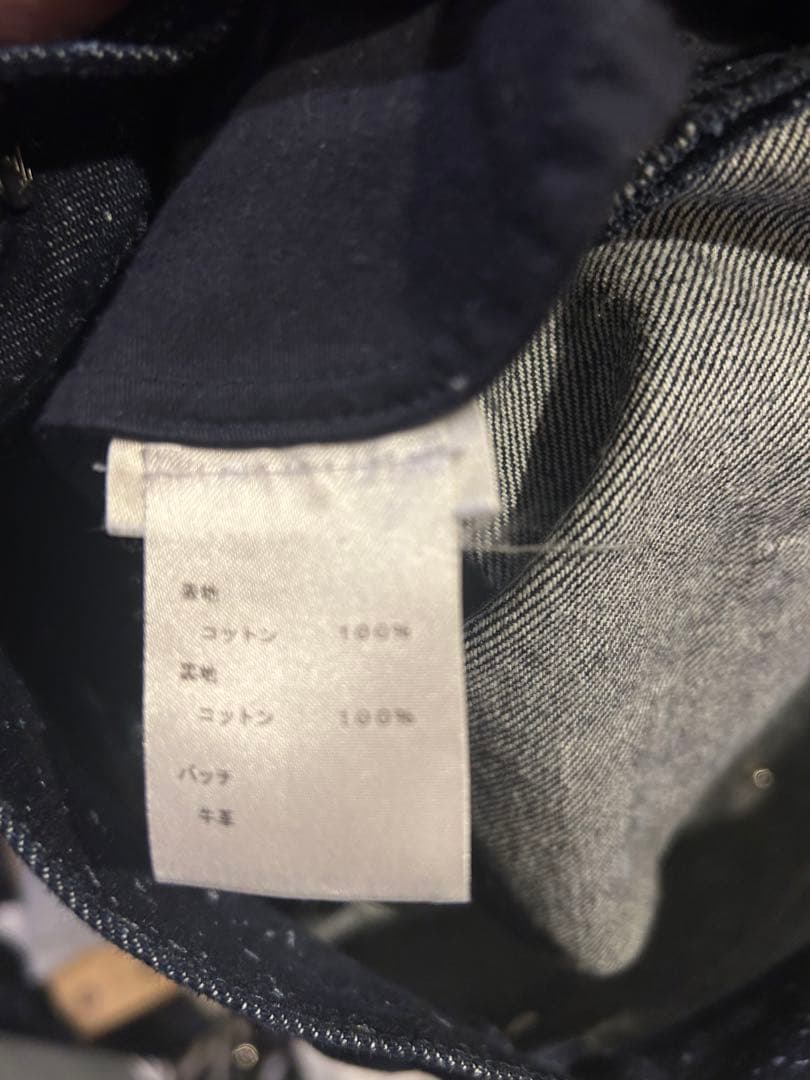 表地
コットン 100%
裏地
コットン 100%
パッチ
牛革